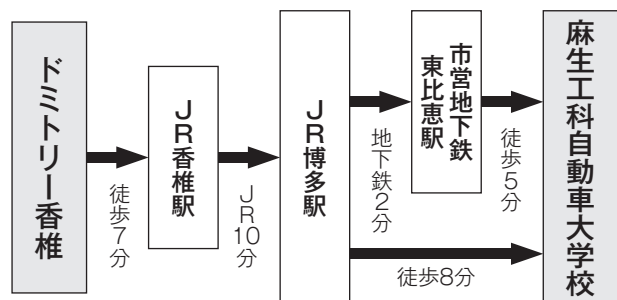 ドミトリー香椎
徒歩7分
JR香椎駅
JR10分
JR博多駅
地下鉄2分
市営地下鉄
東比恵駅
徒歩5分
徒歩8分
麻生工科自動車大学校